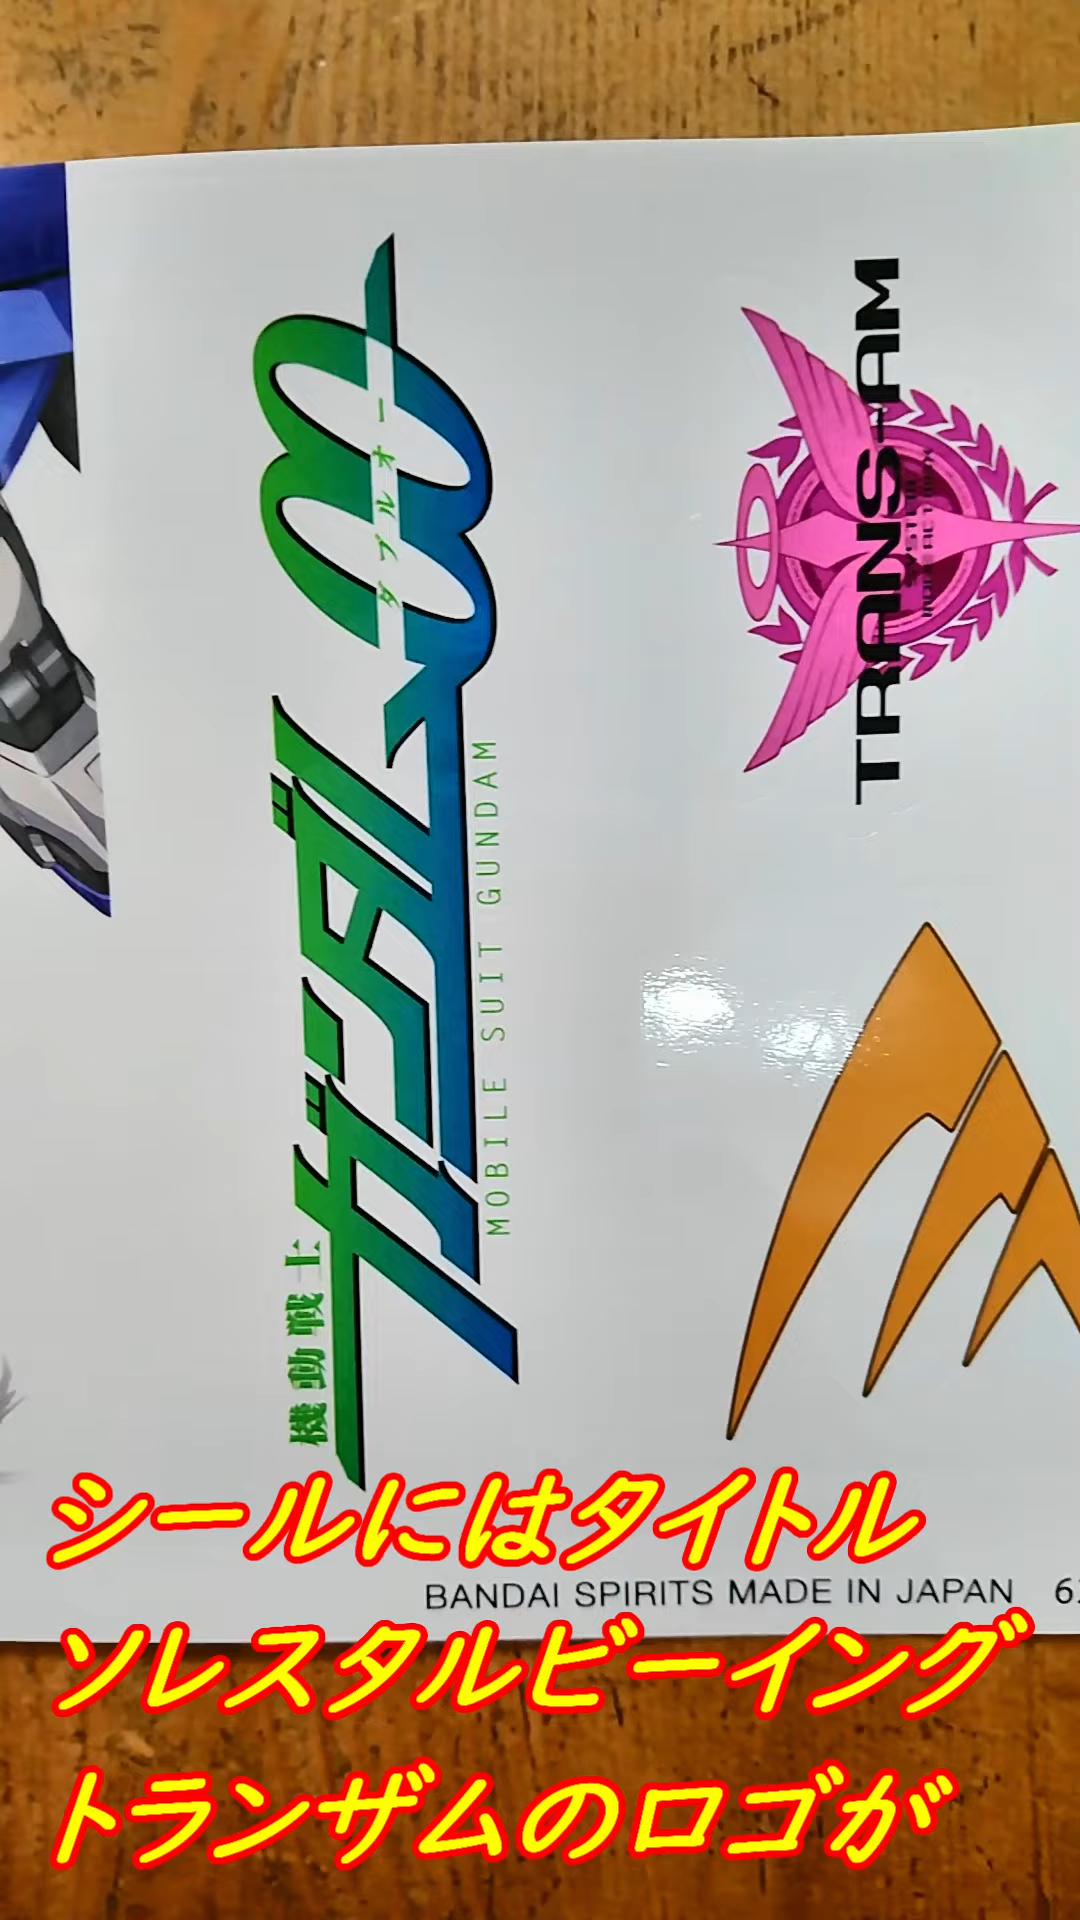 機動戦士
ガンダム00
ダブルオー
MOBILE SUIT GUNDAM
TRANS-AM
BANDAI SPIRITS MADE IN JAPAN
シールにはタイトル
ソレスタルビーイング
トランザムのロゴが